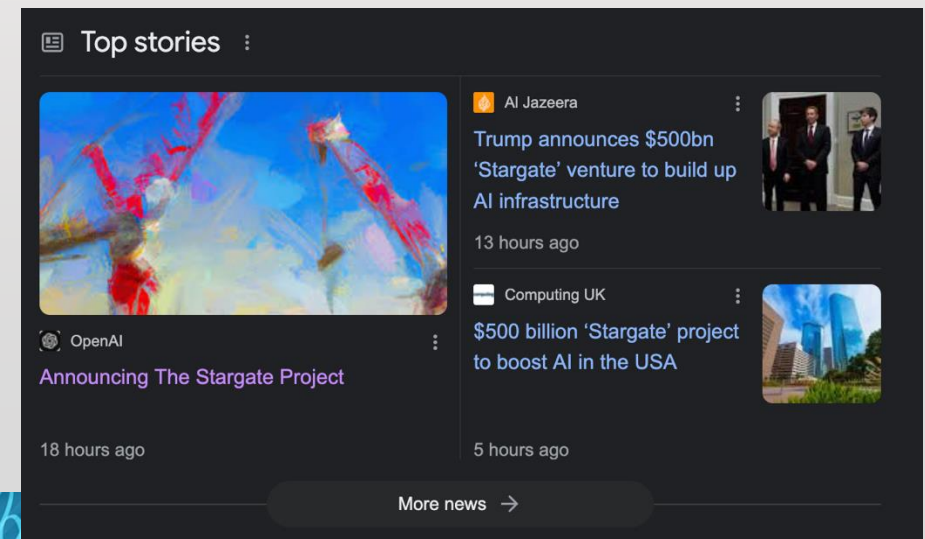 Top stories
OpenAI
Announcing The Stargate Project
18 hours ago
Al Jazeera
Trump announces $500bn
‘Stargate’ venture to build up
AI infrastructure
13 hours ago
Computing UK
$500 billion ‘Stargate’ project
to boost AI in the USA
5 hours ago
More news →